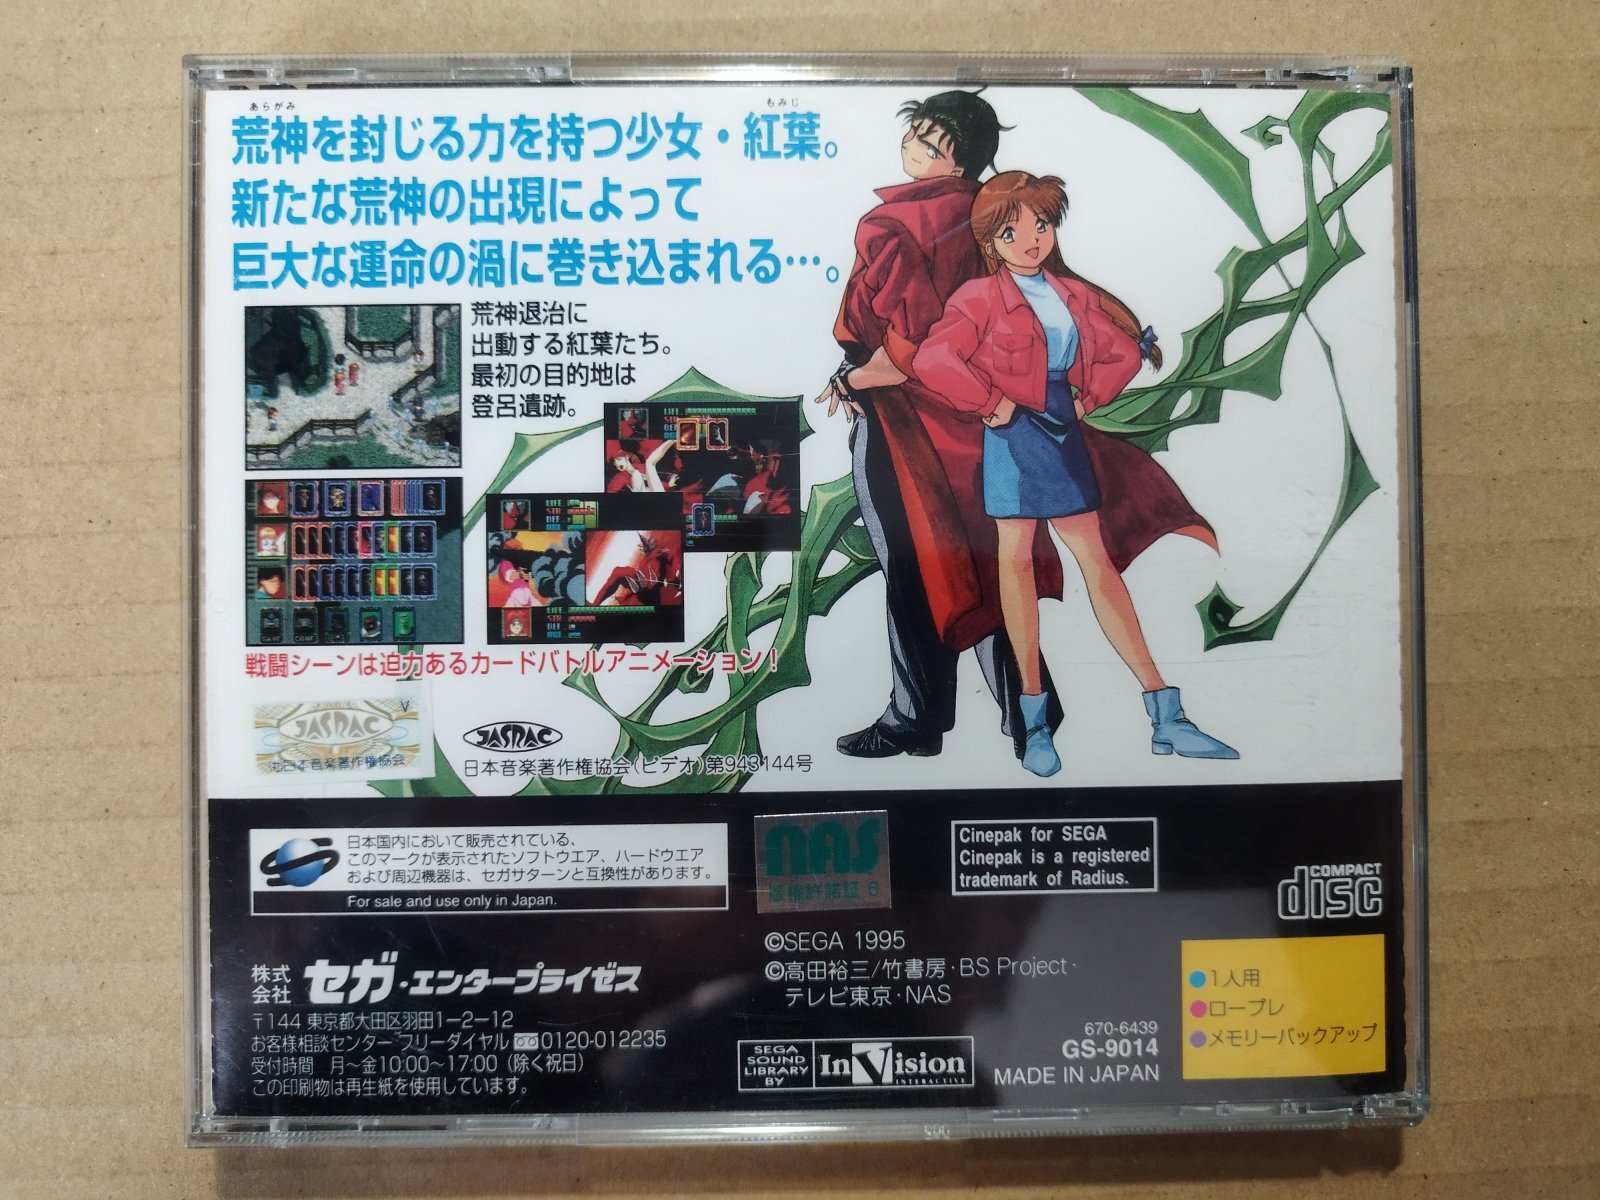 あらがみ
もみじ
荒神を封じる力を持つ少女・紅葉。
新たな荒神の出現によって
巨大な運命の渦に巻き込まれる…。
荒神退治に
出動する紅葉たち。
最初の目的地は
登呂遺跡。
戦闘シーンは迫力あるカードバトルアニメーション!
JASRAC
V
日本音楽著作権協会
JASRAC
日本音楽著作権協会(ビデオ)第943144号
日本国内において販売されている、
このマークが表示されたソフトウエア、ハードウエア
および周辺機器は、セガサターンと互換性があります。
For sale and use only in Japan.
NAS
版権許諾証 6
Cinepak for SEGA
Cinepak is a registered
trademark of Radius.
COMPACT
disc
株式会社 セガ・エンタープライゼス
〒144 東京都大田区羽田1-2-12
お客様相談センター フリーダイヤル 0120-012235
受付時間 月〜金10:00〜17:00(除く祝日)
この印刷物は再生紙を使用しています。
©SEGA 1995
©高田裕三/竹書房・BS Project・
テレビ東京・NAS
SEGA
SOUND
LIBRARY
BY
InVision
INTERACTIVE
670-6439
GS-9014
MADE IN JAPAN
1人用
ロープレ
メモリーバックアップ